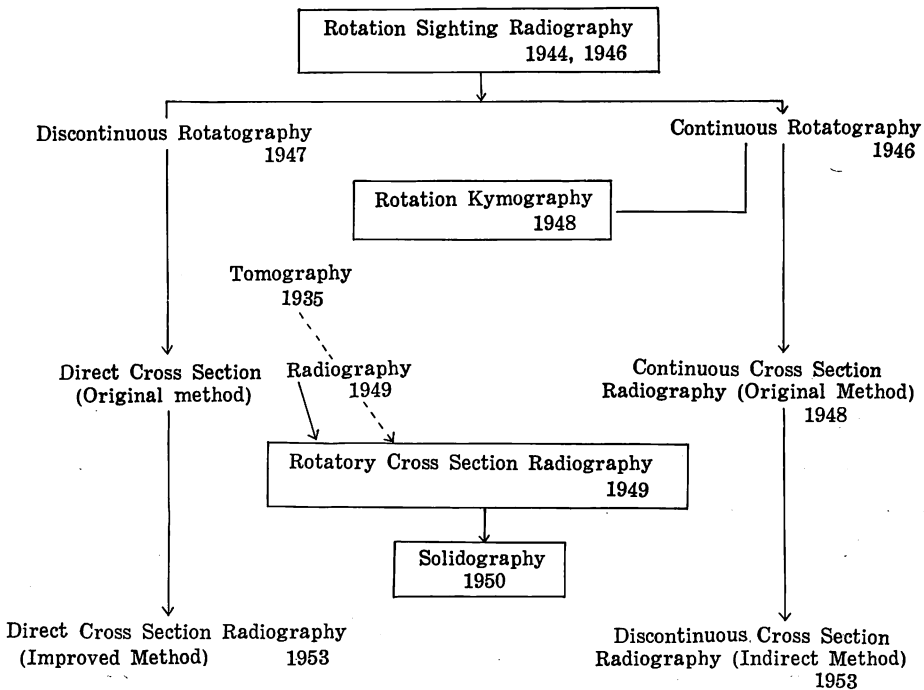 Rotation Sighting Radiography
1944, 1946
Discontinuous Rotatography
1947
Continuous Rotatography
1946
Rotation Kymography
1948
Tomography
1935
Direct Cross Section
(Original method)
Radiography
1949
Continuous Cross Section
Radiography (Original Method)
1948
Rotatory Cross Section Radiography
1949
Solidography
1950
Direct Cross Section Radiography
(Improved Method) 1953
Discontinuous Cross Section
Radiography (Indirect Method)
1953